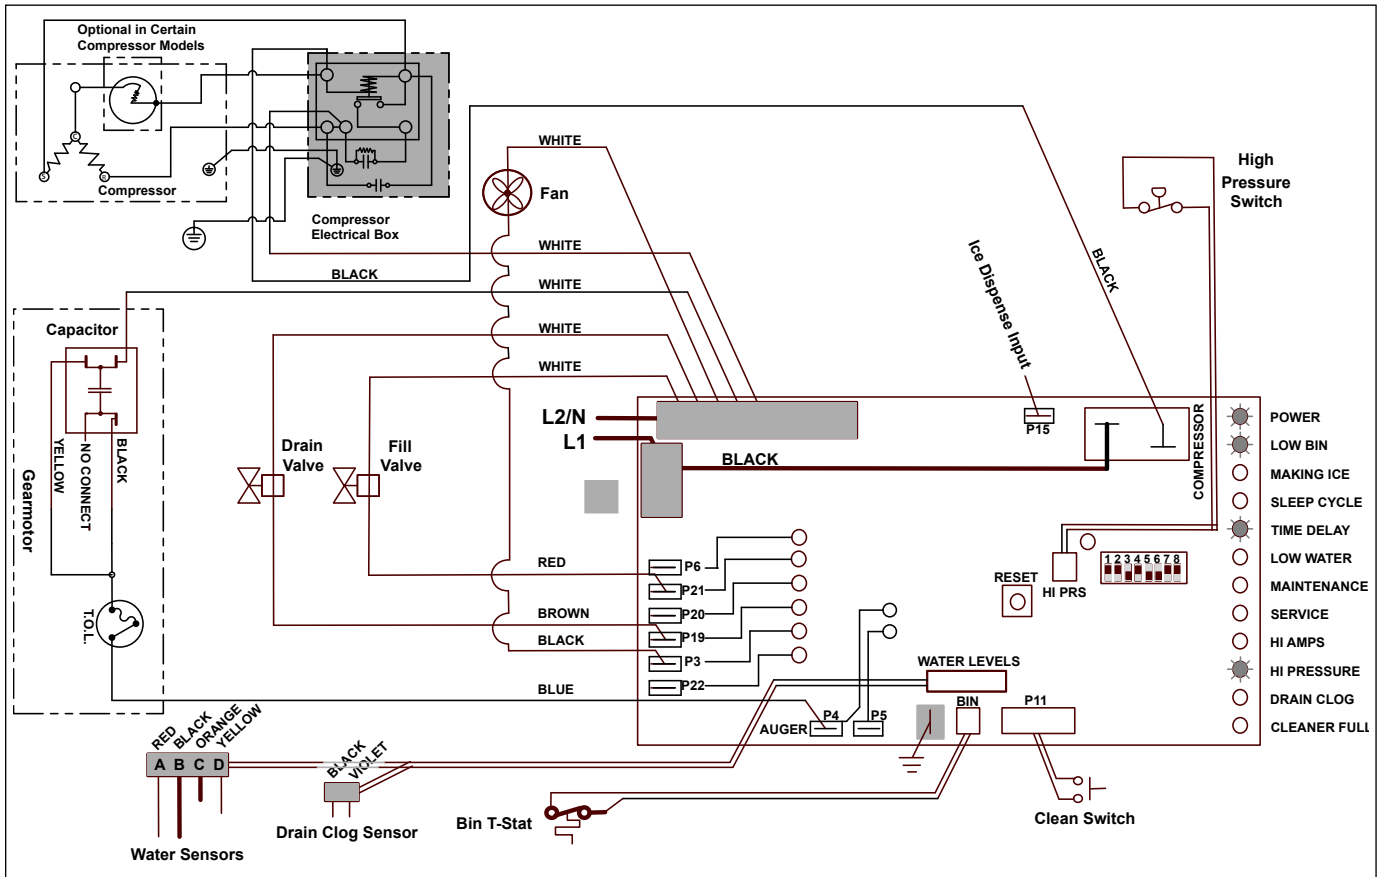 Optional in Certain
Compressor Models
C
S
R
Compressor
Compressor
Electrical Box
WHITE
Fan
WHITE
BLACK
WHITE
WHITE
WHITE
High
Pressure
Switch
BLACK
Ice Dispense Input
P15
COMPRESSOR
Capacitor
YELLOW
NO CONNECT
BLACK
Gearmotor
T.O.L.
Drain
Valve
Fill
Valve
L2/N
L1
BLACK
POWER
LOW BIN
MAKING ICE
SLEEP CYCLE
TIME DELAY
LOW WATER
MAINTENANCE
SERVICE
HI AMPS
HI PRESSURE
DRAIN CLOG
CLEANER FULL
RED
BROWN
BLACK
BLUE
P6
P21
P20
P19
P3
P22
RESET
HI PRS
1 2 3 4 5 6 7 8
WATER LEVELS
AUGER
P4
P5
BIN
P11
RED
BLACK
ORANGE
YELLOW
A B C D
Water Sensors
BLACK
VIOLET
Drain Clog Sensor
Bin T-Stat
Clean Switch